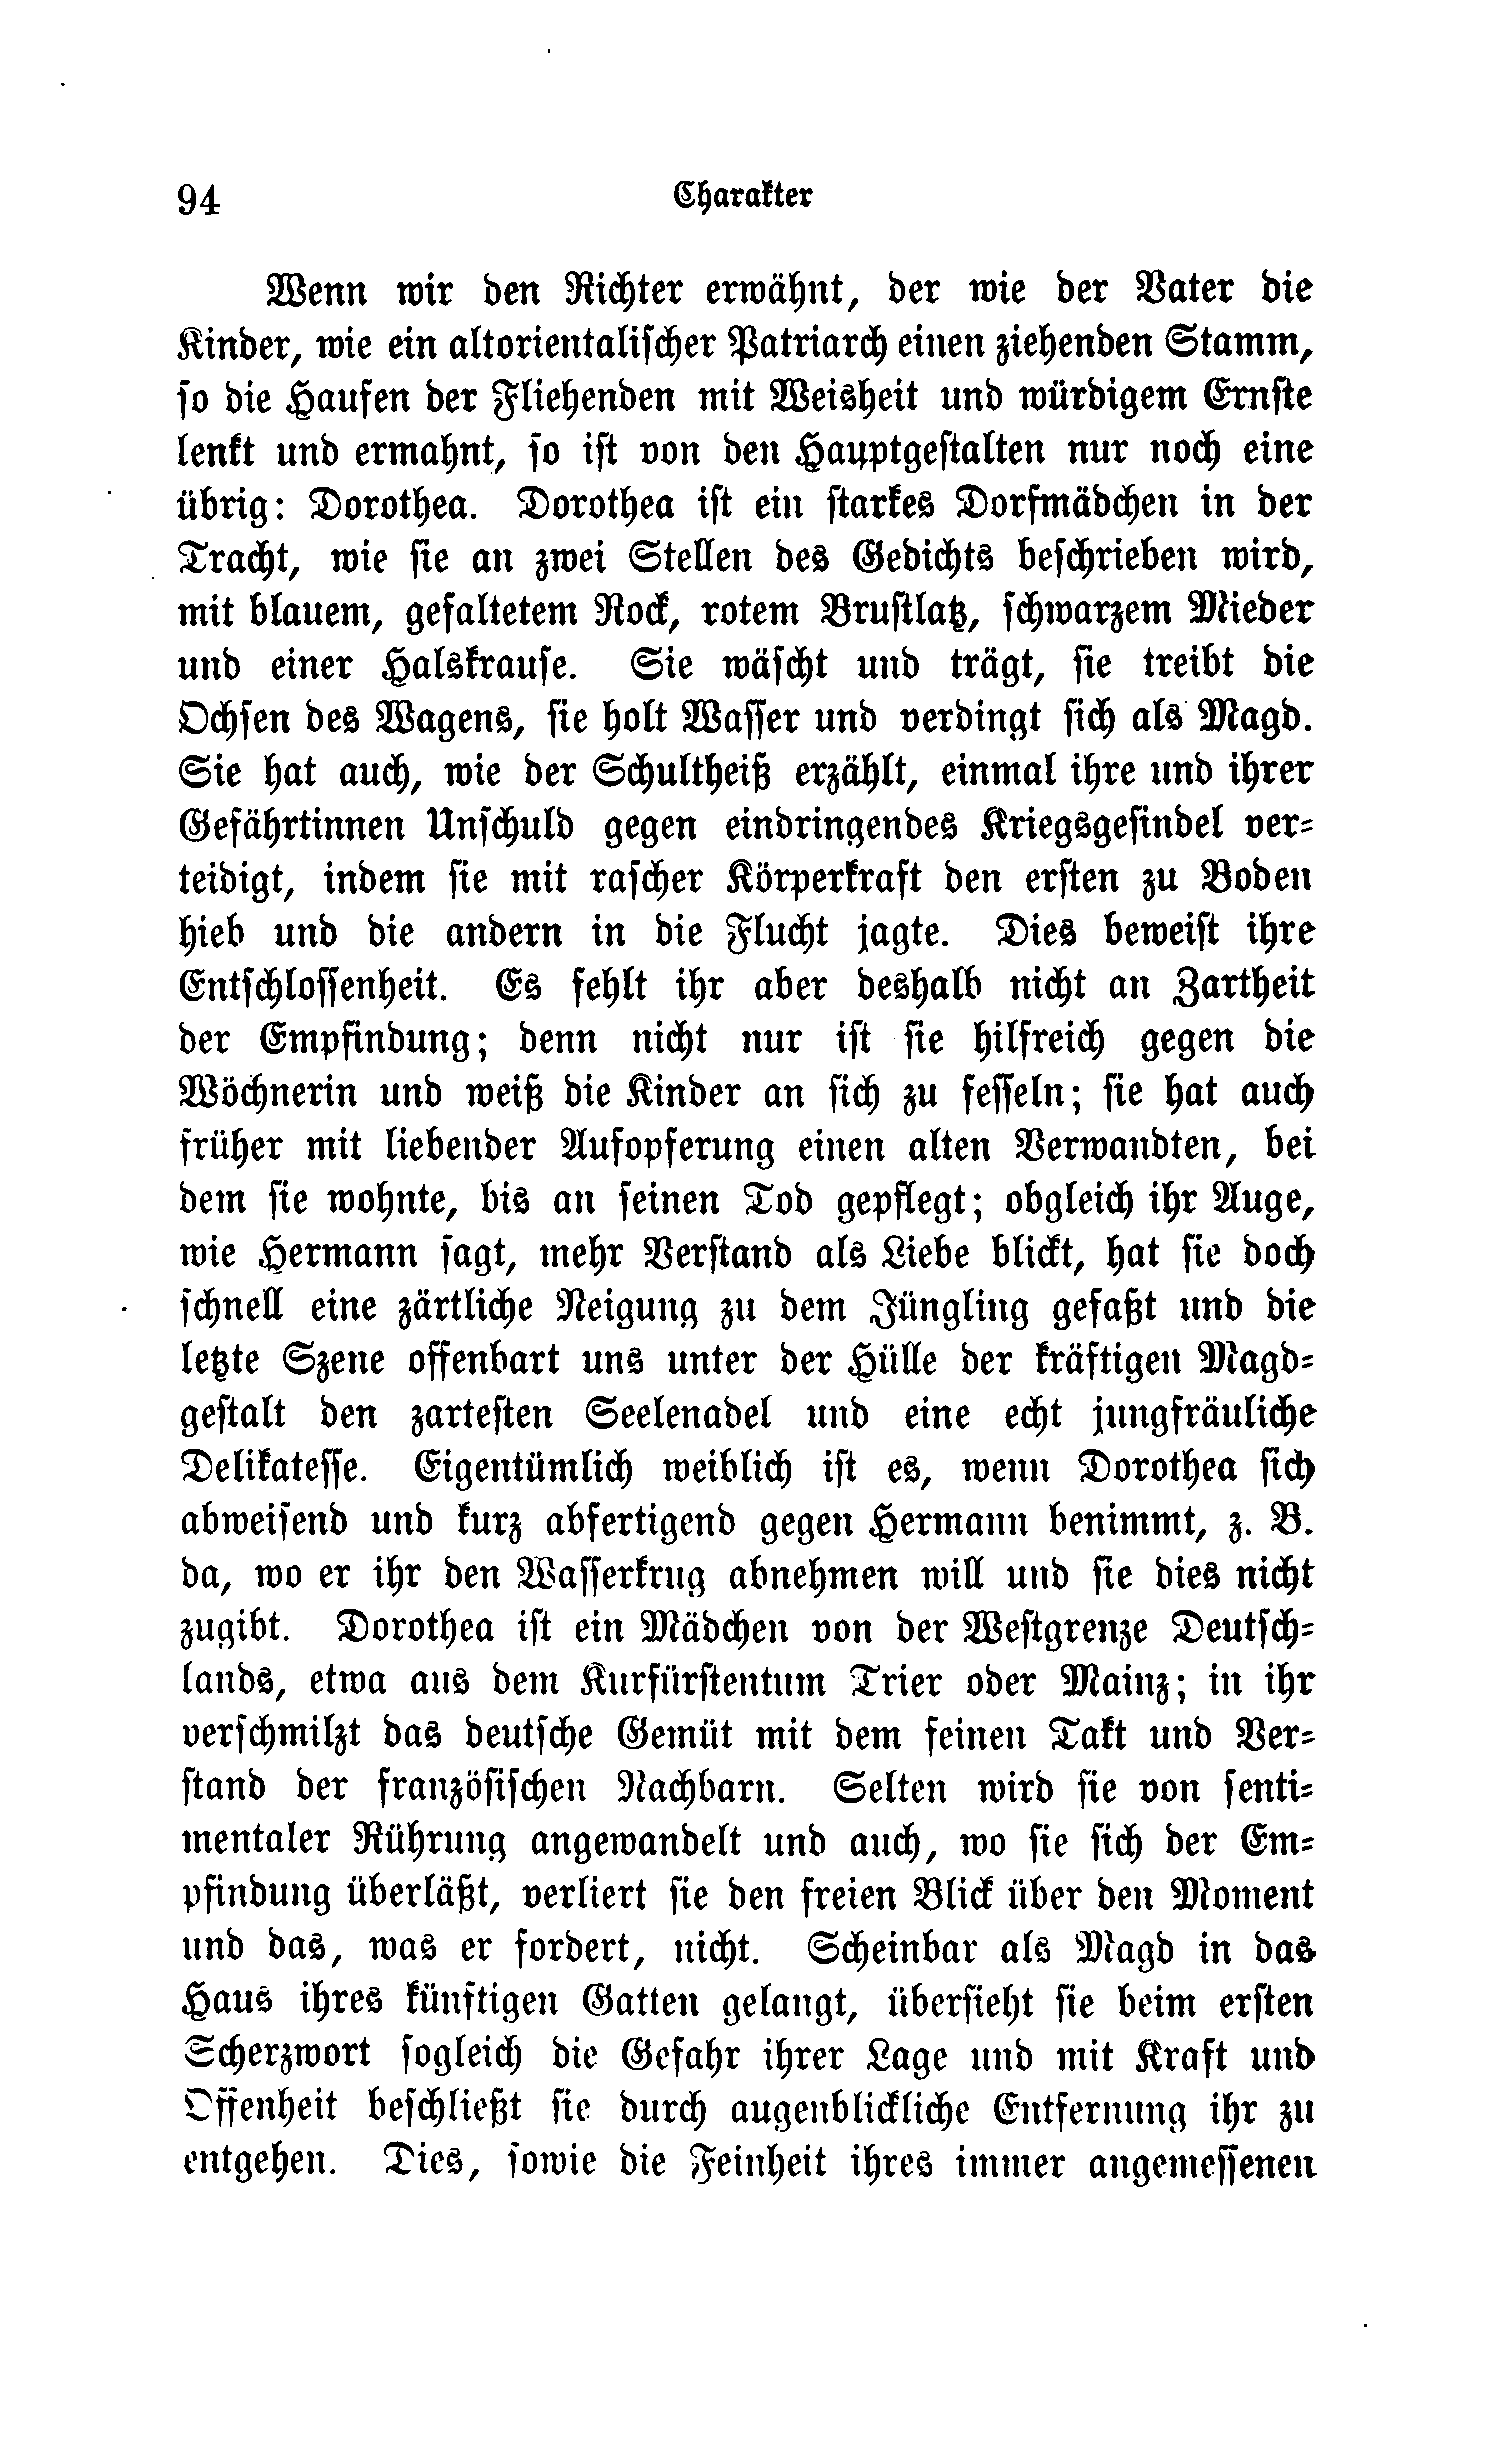 94
Charakter
Wenn wir den Richter erwähnt, der wie der Vater die
Kinder, wie ein altorientalischer Patriarch einen ziehenden Stamm,
so die Haufen der Fliehenden mit Weisheit und würdigem Ernste
lenkt und ermahnt, so ist von den Hauptgestalten nur noch eine
übrig: Dorothea. Dorothea ist ein starkes Dorfmädchen in der
Tracht, wie sie an zwei Stellen des Gedichts beschrieben wird,
mit blauem, gefaltetem Rock, rotem Brustlatz, schwarzem Mieder
und einer Halskrause. Sie wäscht und trägt, sie treibt die
Ochsen des Wagens, sie holt Wasser und verdingt sich als Magd.
Sie hat auch, wie der Schultheiß erzählt, einmal ihre und ihrer
Gefährtinnen Unschuld gegen eindringendes Kriegsgesindel ver-
teidigt, indem sie mit rascher Körperkraft den ersten zu Boden
hieb und die andern in die Flucht jagte. Dies beweist ihre
Entschlossenheit. Es fehlt ihr aber deshalb nicht an Zartheit
der Empfindung; denn nicht nur ist sie hilfreich gegen die
Wöchnerin und weiß die Kinder an sich zu fesseln; sie hat auch
früher mit liebender Aufopferung einen alten Verwandten, bei
dem sie wohnte, bis an seinen Tod gepflegt; obgleich ihr Auge,
wie Hermann sagt, mehr Verstand als Liebe blickt, hat sie doch
schnell eine zärtliche Neigung zu dem Jüngling gefaßt und die
letzte Szene offenbart uns unter der Hülle der kräftigen Magd-
gestalt den zartesten Seelenadel und eine echt jungfräuliche
Delikatesse. Eigentümlich weiblich ist es, wenn Dorothea sich
abweisend und kurz abfertigend gegen Hermann benimmt, z. B.
da, wo er ihr den Wasserkrug abnehmen will und sie dies nicht
zugibt. Dorothea ist ein Mädchen von der Westgrenze Deutsch-
lands, etwa aus dem Kurfürstentum Trier oder Mainz; in ihr
verschmilzt das deutsche Gemüt mit dem feinen Takt und Ver-
stand der französischen Nachbarn. Selten wird sie von senti-
mentaler Rührung angewandelt und auch, wo sie sich der Em-
pfindung überläßt, verliert sie den freien Blick über den Moment
und das, was er fordert, nicht. Scheinbar als Magd in das
Haus ihres künftigen Gatten gelangt, übersieht sie beim ersten
Scherzwort sogleich die Gefahr ihrer Lage und mit Kraft und
Offenheit beschließt sie durch augenblickliche Entfernung ihr zu
entgehen. Dies, sowie die Feinheit ihres immer angemessenen